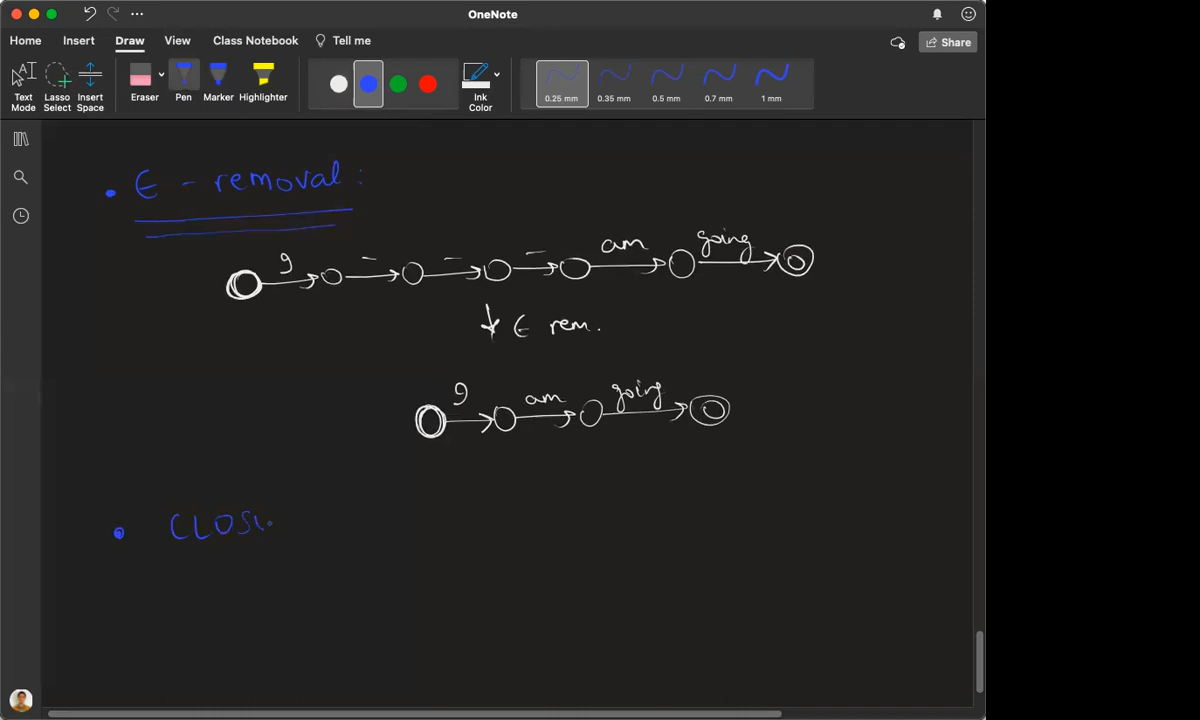 OneNote
Home Insert Draw View Class Notebook Tell me
Share
Text Mode
Lasso Select
Insert Space
Eraser
Pen
Marker
Highlighter
Ink Color
0.25 mm
0.35 mm
0.5 mm
0.7 mm
1 mm
• ϵ - removal:
I - - - am going
↓ ϵ rem.
I am going
• CLOSU